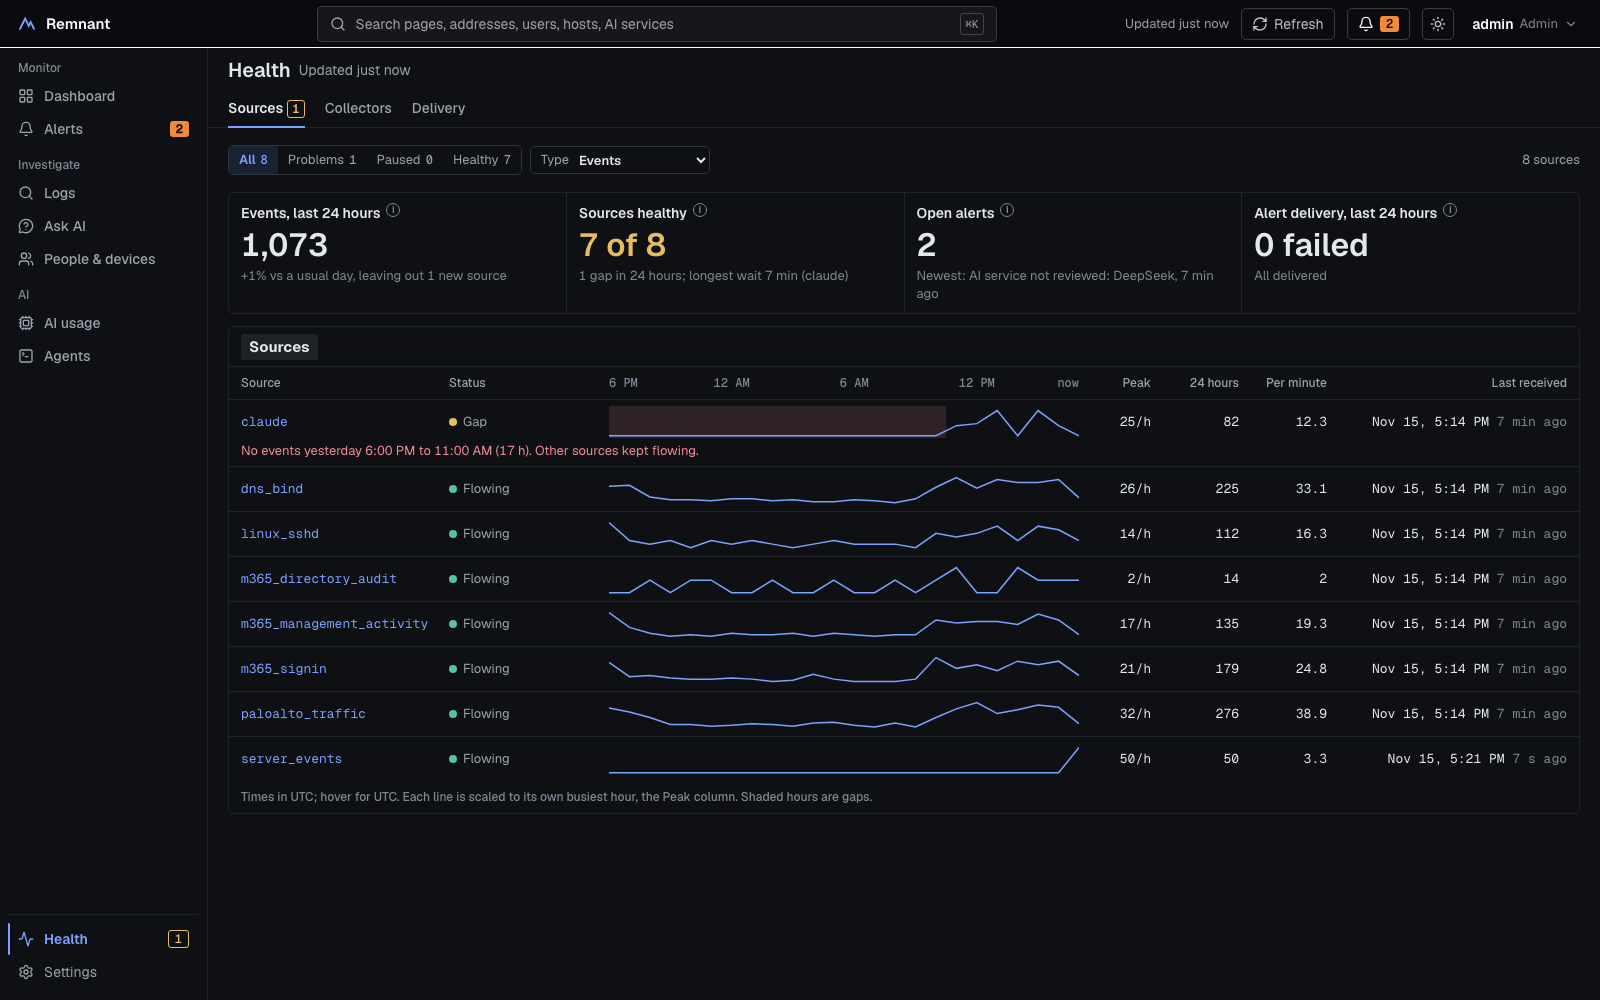 Remnant
Search pages, addresses, users, hosts, AI services
⌘K
Updated just now
Refresh
2
admin Admin
Monitor
Dashboard
Alerts 2
Investigate
Logs
Ask AI
People & devices
AI
AI usage
Agents
Health 1
Settings
Health Updated just now
Sources 1 Collectors Delivery
All 8 Problems 1 Paused 0 Healthy 7 Type Events 8 sources
Events, last 24 hours
1,073
+1% vs a usual day, leaving out 1 new source
Sources healthy
7 of 8
1 gap in 24 hours; longest wait 7 min (claude)
Open alerts
2
Newest: AI service not reviewed: DeepSeek, 7 min
ago
Alert delivery, last 24 hours
0 failed
All delivered
Sources
Source Status 6 PM 12 AM 6 AM 12 PM now Peak 24 hours Per minute Last received
claude Gap 25/h 82 12.3 Nov 15, 5:14 PM 7 min ago
No events yesterday 6:00 PM to 11:00 AM (17 h). Other sources kept flowing.
dns_bind Flowing 26/h 225 33.1 Nov 15, 5:14 PM 7 min ago
linux_sshd Flowing 14/h 112 16.3 Nov 15, 5:14 PM 7 min ago
m365_directory_audit Flowing 2/h 14 2 Nov 15, 5:14 PM 7 min ago
m365_management_activity Flowing 17/h 135 19.3 Nov 15, 5:14 PM 7 min ago
m365_signin Flowing 21/h 179 24.8 Nov 15, 5:14 PM 7 min ago
paloalto_traffic Flowing 32/h 276 38.9 Nov 15, 5:14 PM 7 min ago
server_events Flowing 50/h 50 3.3 Nov 15, 5:21 PM 7 s ago
Times in UTC; hover for UTC. Each line is scaled to its own busiest hour, the Peak column. Shaded hours are gaps.